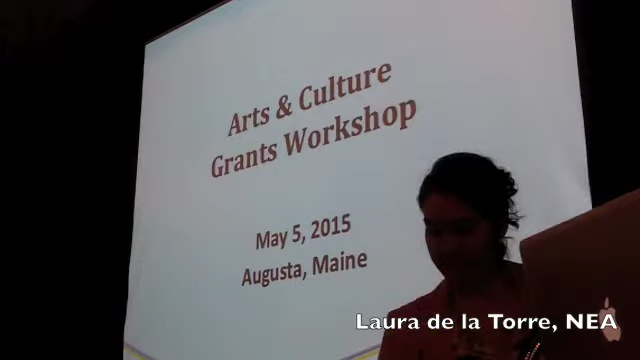 Arts & Culture
Grants Workshop
May 5, 2015
Augusta, Maine
Laura de la Torre, NEA